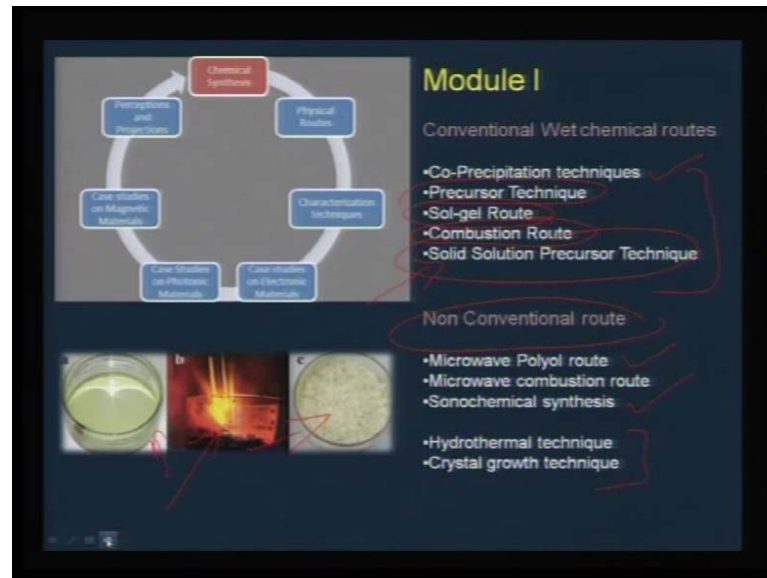 Chemical
Synthesis
Physical
Routes
Characterization
techniques
Case studies
on Electronic
Materials
Case Studies
on Photonic
Materials
Case studies
on Magnetic
Materials
Perceptions
and
Projections
Module I
Conventional Wet chemical routes
•Co-Precipitation techniques
•Precursor Technique
•Sol-gel Route
•Combustion Route
•Solid Solution Precursor Technique
Non Conventional route
•Microwave Polyol route
•Microwave combustion route
•Sonochemical synthesis
•Hydrothermal technique
•Crystal growth technique
a
b
c